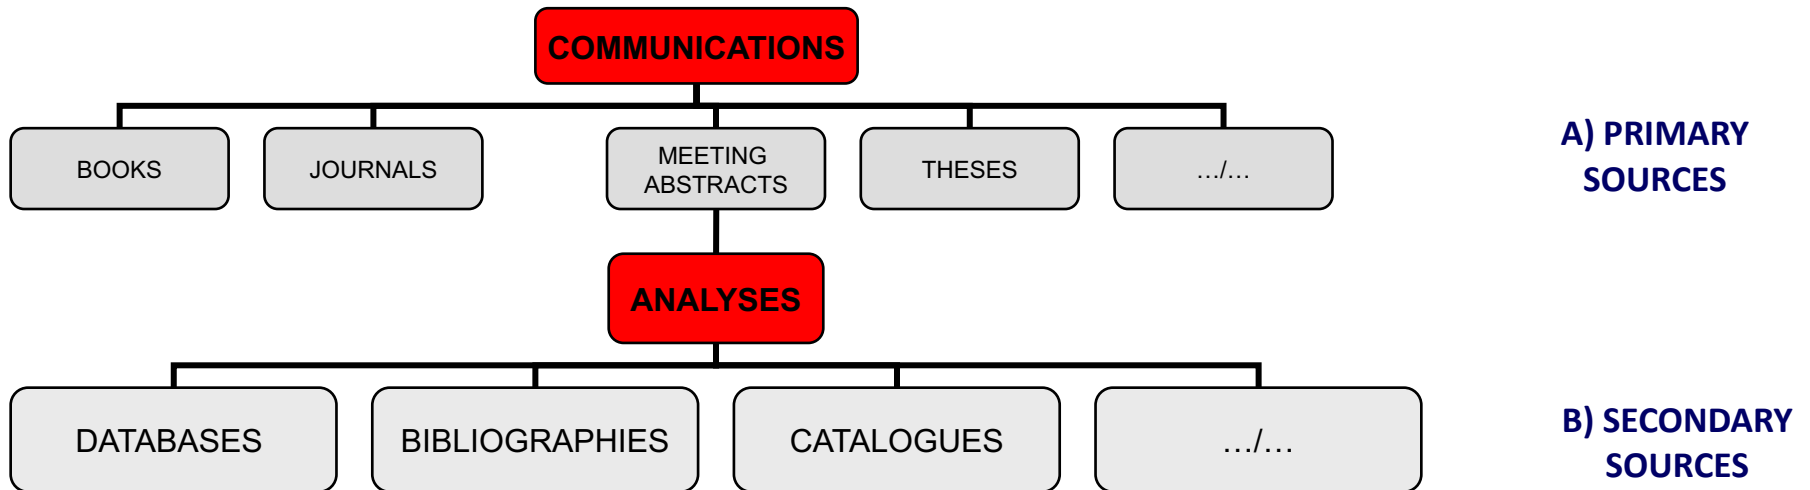 COMMUNICATIONS
BOOKS
JOURNALS
MEETING
ABSTRACTS
THESES
…/…
A) PRIMARY
SOURCES
ANALYSES
DATABASES
BIBLIOGRAPHIES
CATALOGUES
…/…
B) SECONDARY
SOURCES